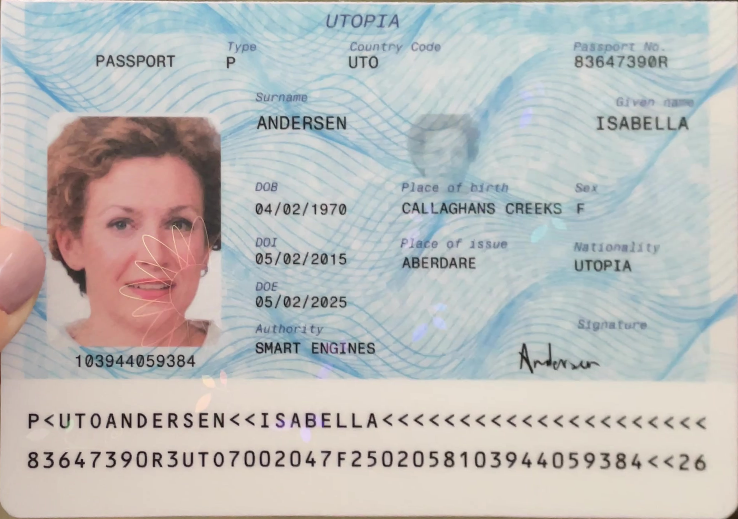 UTOPIA
Type Country Code Passport No.
PASSPORT P UTO 83647390R
Surname Given name
ANDERSEN ISABELLA
DOB Place of birth Sex
04/02/1970 CALLAGHANS CREEKS F
DOI Place of issue Nationality
05/02/2015 ABERDARE UTOPIA
DOE
05/02/2025
Authority Signature
SMART ENGINES Andersen
103944059384
P<UTOANDERSEN<<ISABELLA<<<<<<<<<<<<<<<<<<<<<
83647390R3UTO7002047F2502058103944059384<<26